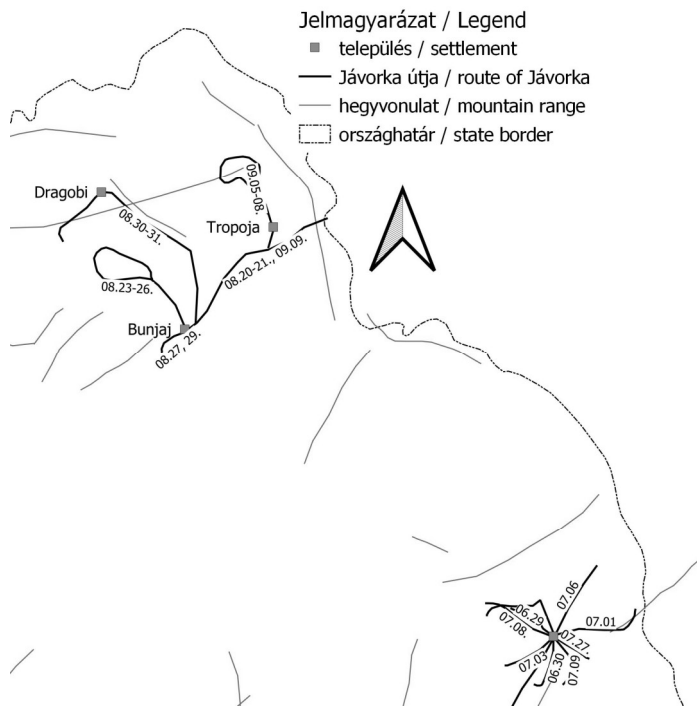 Jelmagyarázat / Legend
település / settlement
Jávorka útja / route of Jávorka
hegyvonulat / mountain range
országhatár / state border
Dragobi
08.30-31.
09.05-08.
Tropoja
08.20-21., 09.09.
08.23-26.
Bunjaj
08.27, 29.
07.06
06.29.
07.08.
07.01
07.27.
07.03
06.30
07.09